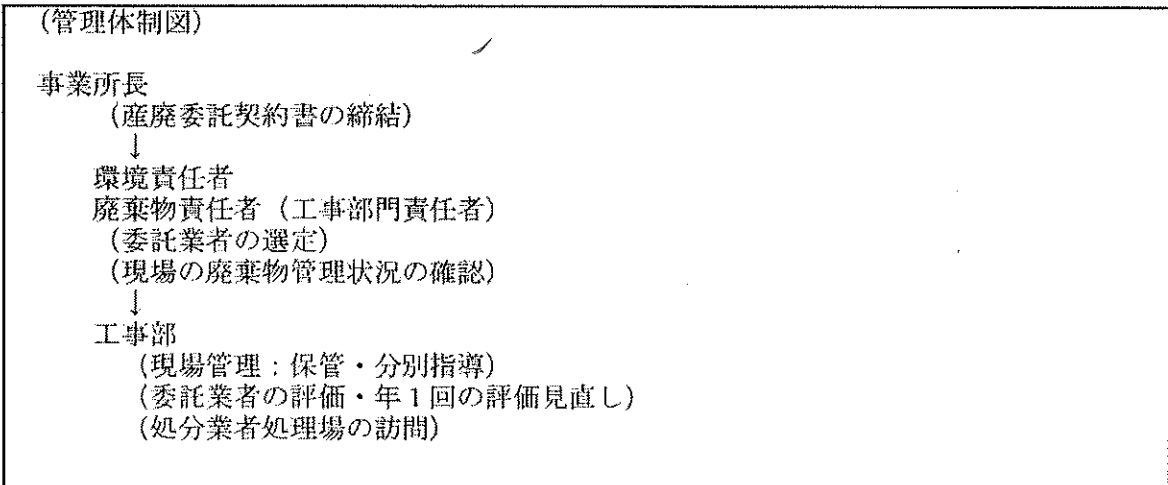 （管理体制図）
事業所長
（産廃委託契約書の締結）
↓
環境責任者
廃棄物責任者（工事部門責任者）
（委託業者の選定）
（現場の廃棄物管理状況の確認）
↓
工事部
（現場管理：保管・分別指導）
（委託業者の評価・年１回の評価見直し）
（処分業者処理場の訪問）